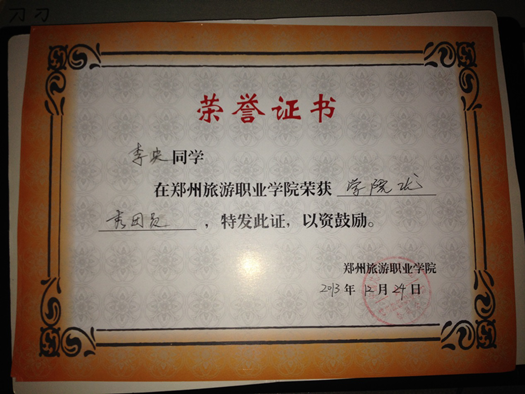 荣誉证书
李英同学
在郑州旅游职业学院荣获 学院优
秀团员 ，特发此证，以资鼓励。
郑州旅游职业学院
2013年12月24日